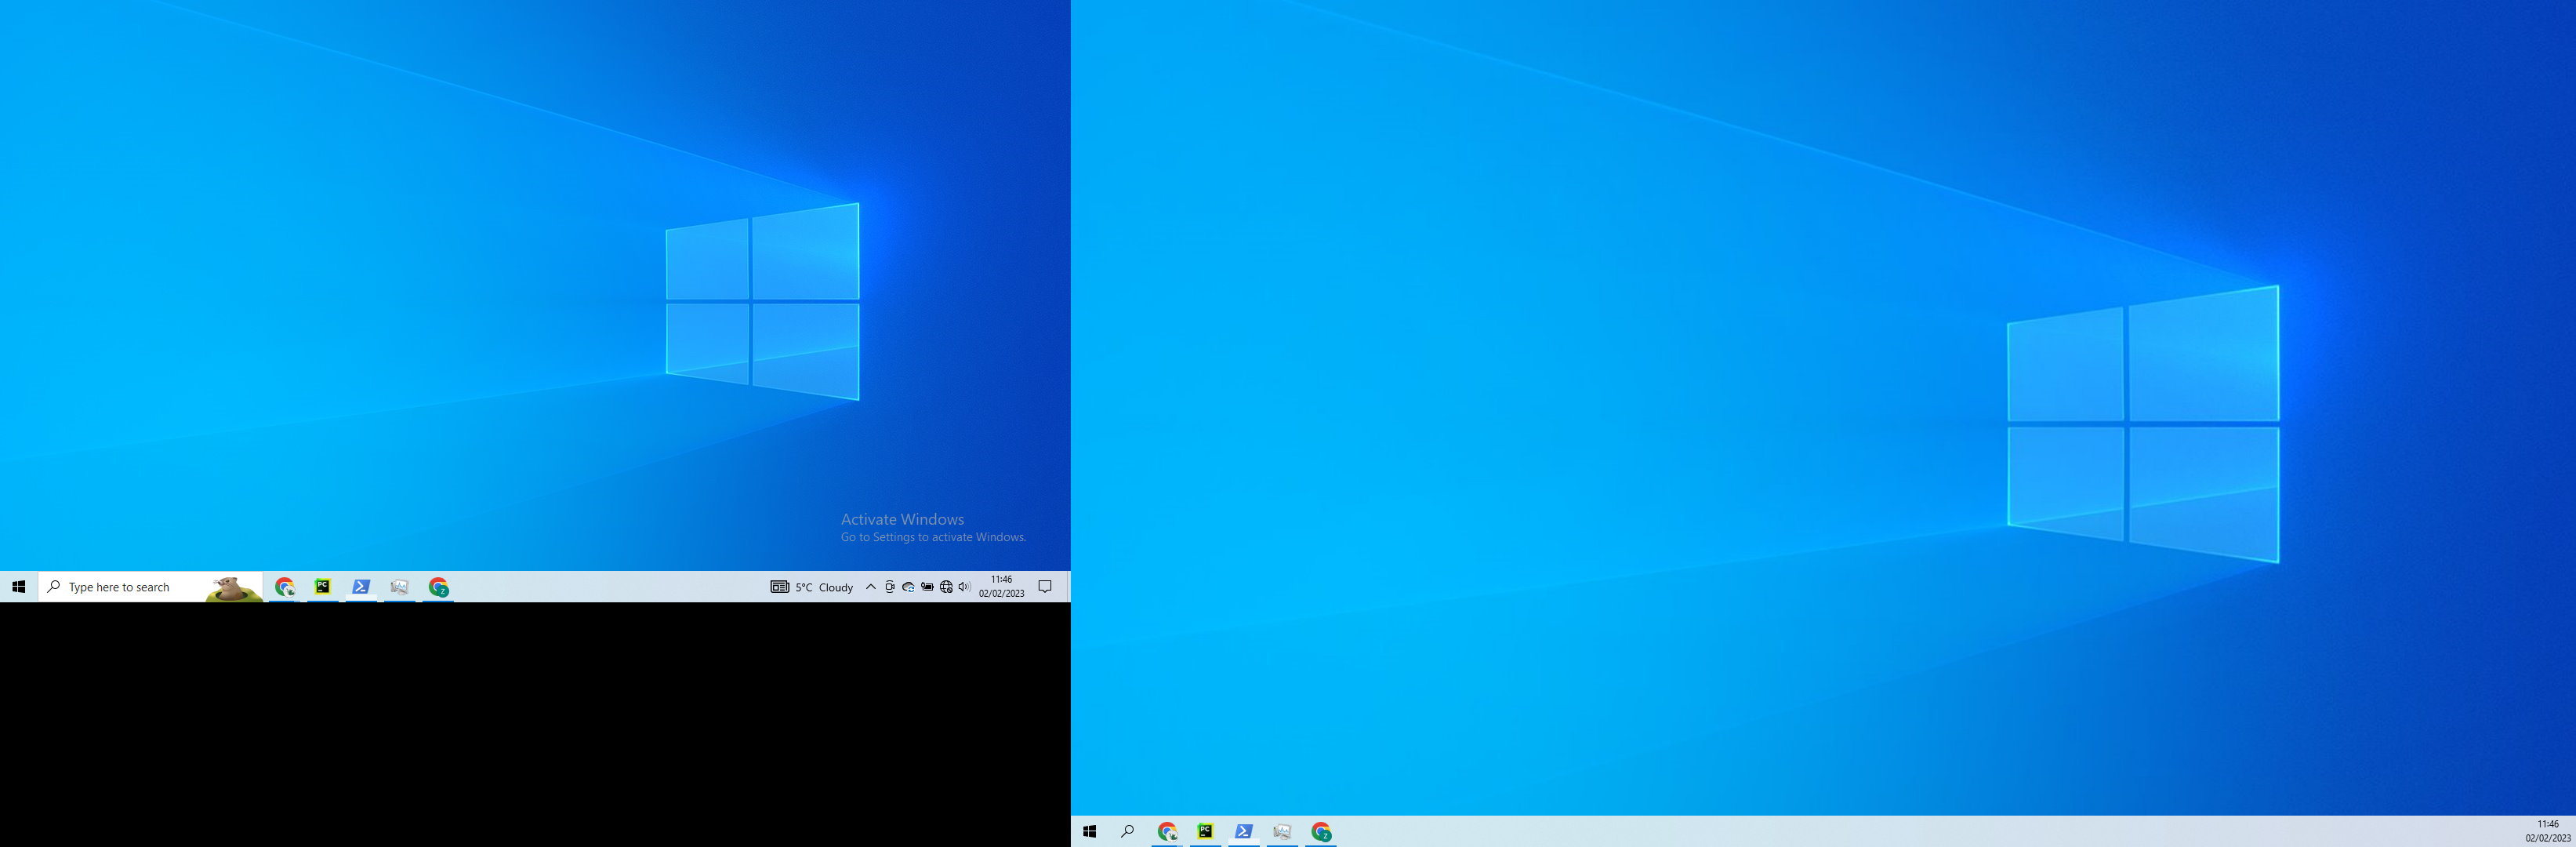 Activate Windows
Go to Settings to activate Windows.
Type here to search
PC
Z
5°C Cloudy
11:46
02/02/2023
PC
Z
11:46
02/02/2023